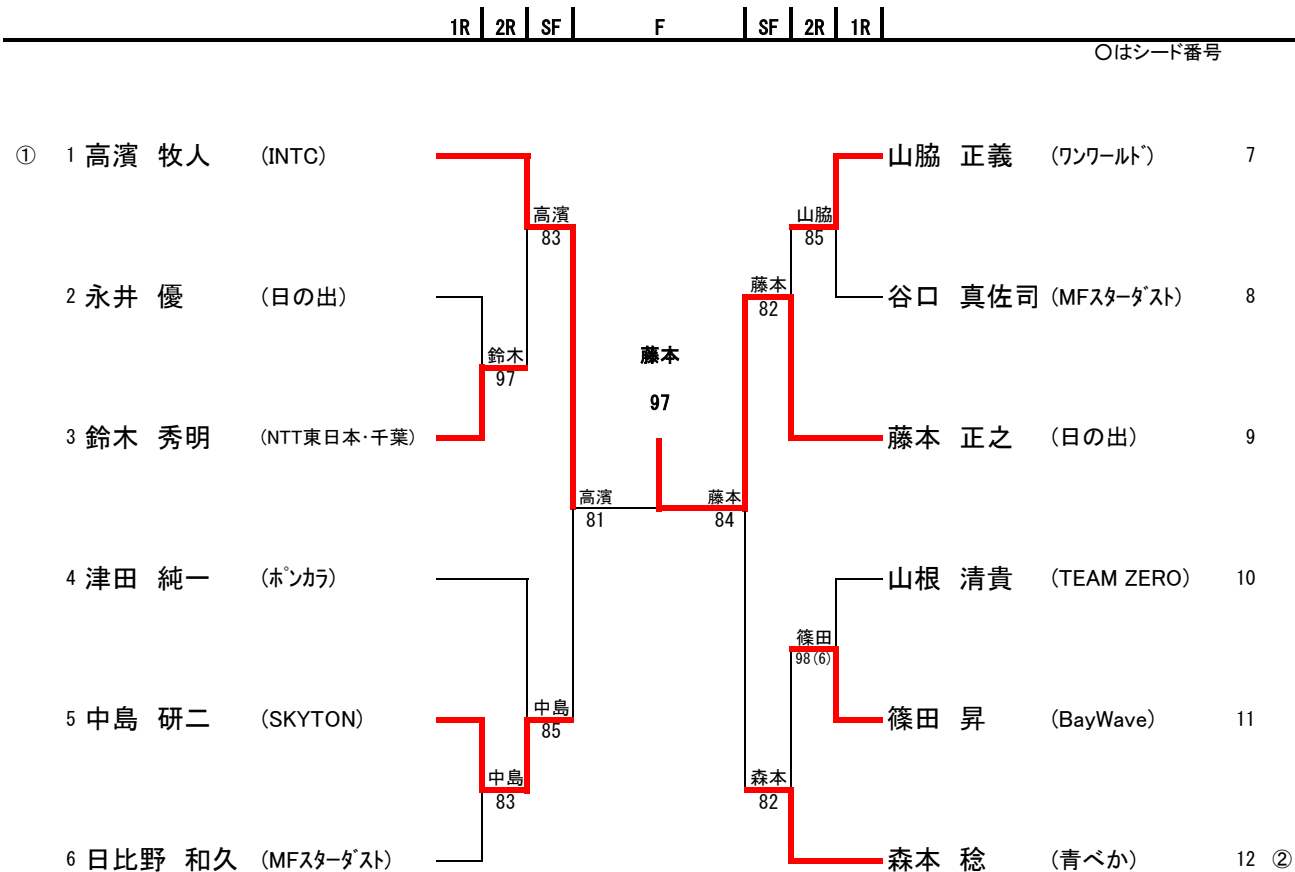 1R 2R SF F SF 2R 1R
○はシード番号
① 1 高濱 牧人 (INTC) 山脇 正義 (ワンワールド) 7
高濱 山脇
83 85
藤本
2 永井 優 (日の出) 谷口 真佐司 (MFスターダスト) 8
82
鈴木 藤本
97
97
3 鈴木 秀明 (NTT東日本・千葉) 藤本 正之 (日の出) 9
高濱 藤本
81 84
4 津田 純一 (ポンカラ) 山根 清貴 (TEAM ZERO) 10
篠田
98(6)
5 中島 研二 (SKYTON) 中島 篠田 昇 (BayWave) 11
85
中島 森本
83 82
6 日比野 和久 (MFスターダスト) 森本 稔 (青べか) 12 ②